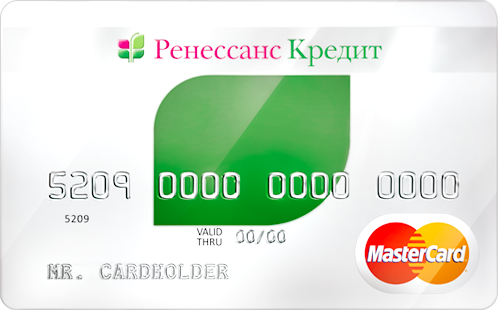 Ренессанс Кредит
5209 0000 0000 0000
5209
VALID
THRU 00/00
MR. CARDHOLDER
MasterCard